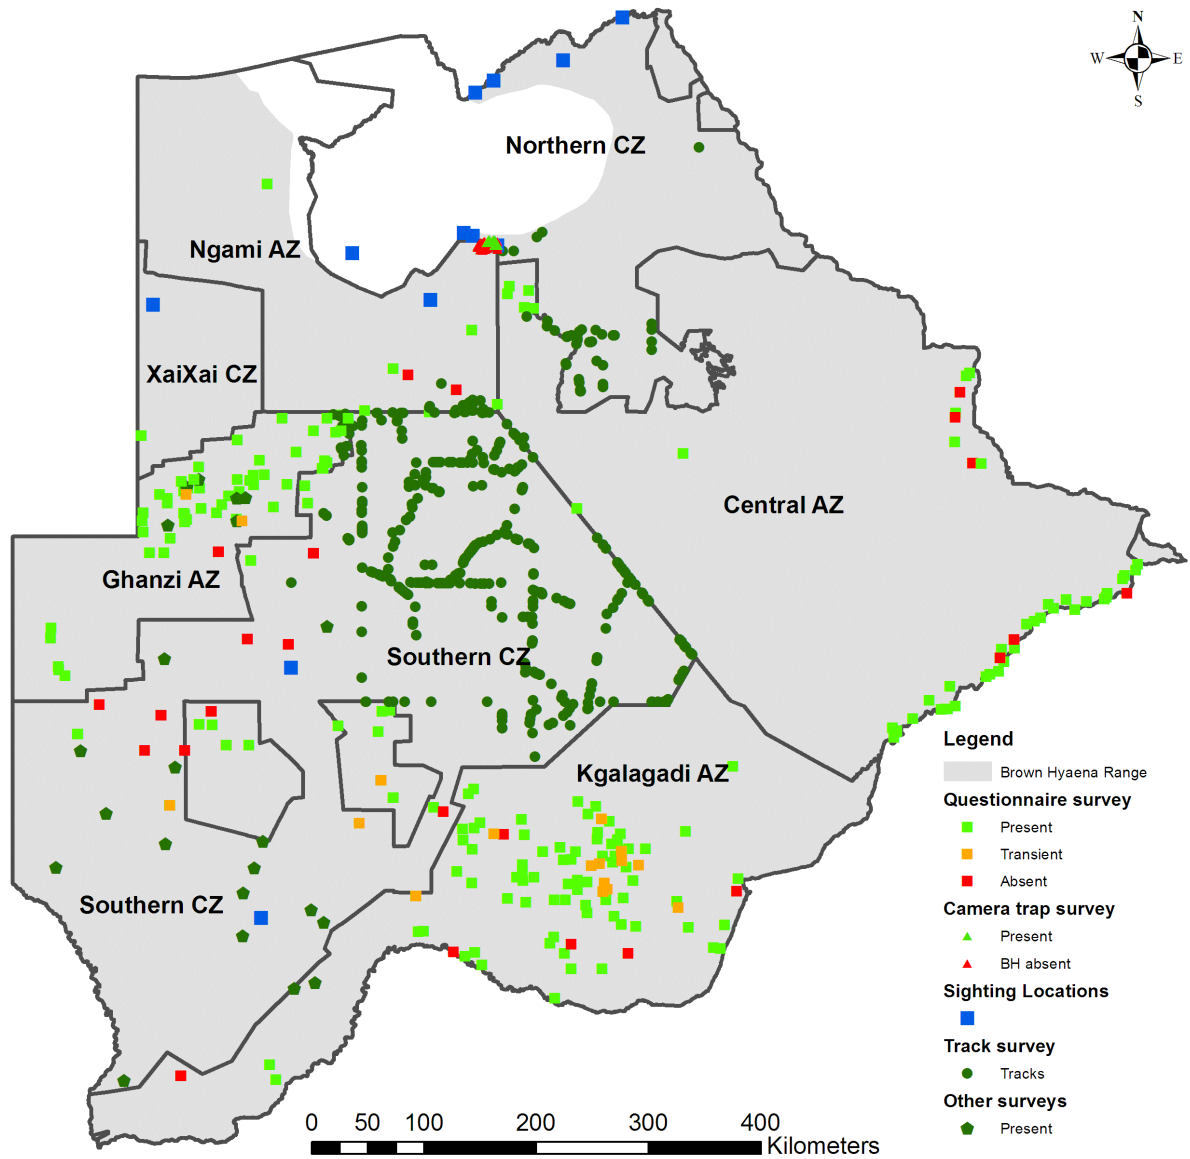 N
W E
S
Northern CZ
Ngami AZ
XaiXai CZ
Central AZ
Ghanzi AZ
Southern CZ
Kgalagadi AZ
Southern CZ
Legend
Brown Hyaena Range
Questionnaire survey
Present
Transient
Absent
Camera trap survey
Present
BH absent
Sighting Locations
Track survey
Tracks
Other surveys
Present
0 50 100 200 300 400
Kilometers